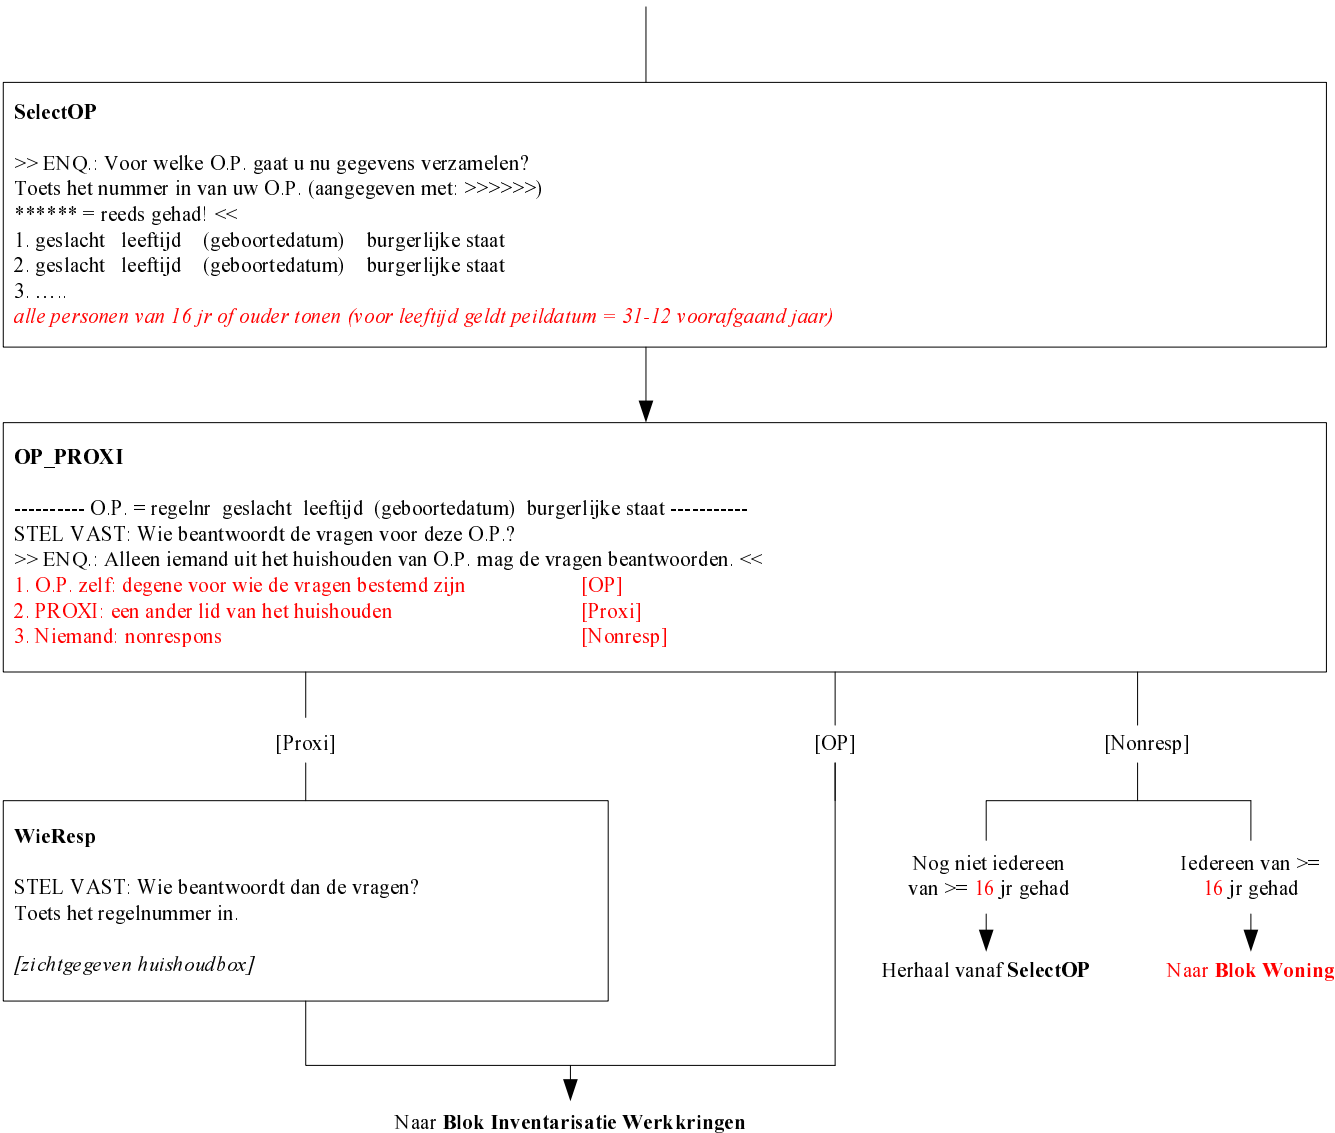 SelectOP
>> ENQ.: Voor welke O.P. gaat u nu gegevens verzamelen?
Toets het nummer in van uw O.P. (aangegeven met: >>>>>>)
****** = reeds gehad! <<
1. geslacht leeftijd (geboortedatum) burgerlijke staat
2. geslacht leeftijd (geboortedatum) burgerlijke staat
3. …..
alle personen van 16 jr of ouder tonen (voor leeftijd geldt peildatum = 31-12 voorafgaand jaar)
OP_PROXI
---------- O.P. = regelnr geslacht leeftijd (geboortedatum) burgerlijke staat -----------
STEL VAST: Wie beantwoordt de vragen voor deze O.P.?
>> ENQ.: Alleen iemand uit het huishouden van O.P. mag de vragen beantwoorden. <<
1. O.P. zelf: degene voor wie de vragen bestemd zijn [OP]
2. PROXI: een ander lid van het huishouden [Proxi]
3. Niemand: nonrespons [Nonresp]
[Proxi] [OP] [Nonresp]
WieResp
STEL VAST: Wie beantwoordt dan de vragen?
Toets het regelnummer in.
[zichtgegeven huishoudbox]
Nog niet iedereen
van >= 16 jr gehad
Iedereen van >=
16 jr gehad
Herhaal vanaf SelectOP
Naar Blok Woning
Naar Blok Inventarisatie Werkkringen